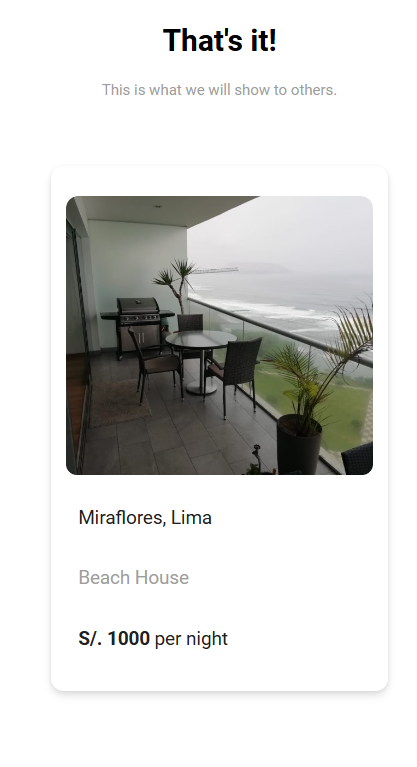 That's it!
This is what we will show to others.
Miraflores, Lima
Beach House
S/. 1000 per night